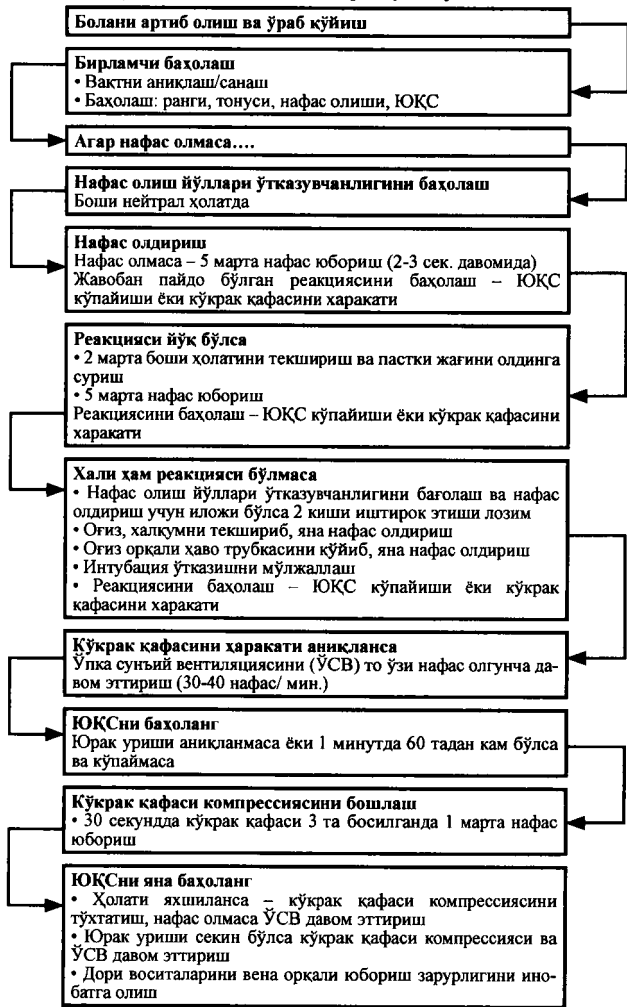 Болани артиб олиш ва ўраб қўйиш
Бирламчи баҳолаш
• Вақтни аниқлаш/санаш
• Баҳолаш: ранги, тонуси, нафас олиши, ЮҚС
Агар нафас олмаса....
Нафас олиш йўллари ўтказувчанлигини баҳолаш
Боши нейтрал ҳолатда
Нафас олдириш
Нафас олмаса – 5 марта нафас юбориш (2-3 сек. давомида)
Жавобан пайдо бўлган реакциясини баҳолаш – ЮҚС
кўпайиши ёки кўкрак қафасини харакати
Реакцияси йўқ бўлса
• 2 марта боши ҳолатини текшириш ва пастки жағини олдинга
суриш
• 5 марта нафас юбориш
Реакциясини баҳолаш – ЮҚС кўпайиши ёки кўкрак қафасини
харакати
Хали ҳам реакцияси бўлмаса
• Нафас олиш йўллари ўтказувчанлигини бағолаш ва нафас
олдириш учун иложи бўлса 2 киши иштирок этиши лозим
• Оғиз, халқумни текшириб, яна нафас олдириш
• Оғиз орқали ҳаво трубкасини қўйиб, яна нафас олдириш
• Интубация ўтказишни мўлжаллаш
• Реакциясини баҳолаш – ЮҚС кўпайиши ёки кўкрак
қафасини харакати
Кўкрак қафасини ҳаракати аниқланса
Ўпка сунъий вентиляциясини (ЎСВ) то ўзи нафас олгунча да-
вом эттириш (30-40 нафас/ мин.)
ЮҚСни баҳоланг
Юрак уриши аниқланмаса ёки 1 минутда 60 тадан кам бўлса
ва кўпаймаса
Кўкрак қафаси компрессиясини бошлаш
• 30 секундда кўкрак қафаси 3 та босилганда 1 марта нафас
юбориш
ЮҚСни яна баҳоланг
• Ҳолати яхшиланса – кўкрак қафаси компрессиясини
тўхтатиш, нафас олмаса ЎСВ давом эттириш
• Юрак уриши секин бўлса кўкрак қафаси компрессияси ва
ЎСВ давом эттириш
• Дори воситаларини вена орқали юбориш зарурлигини ино-
батга олиш